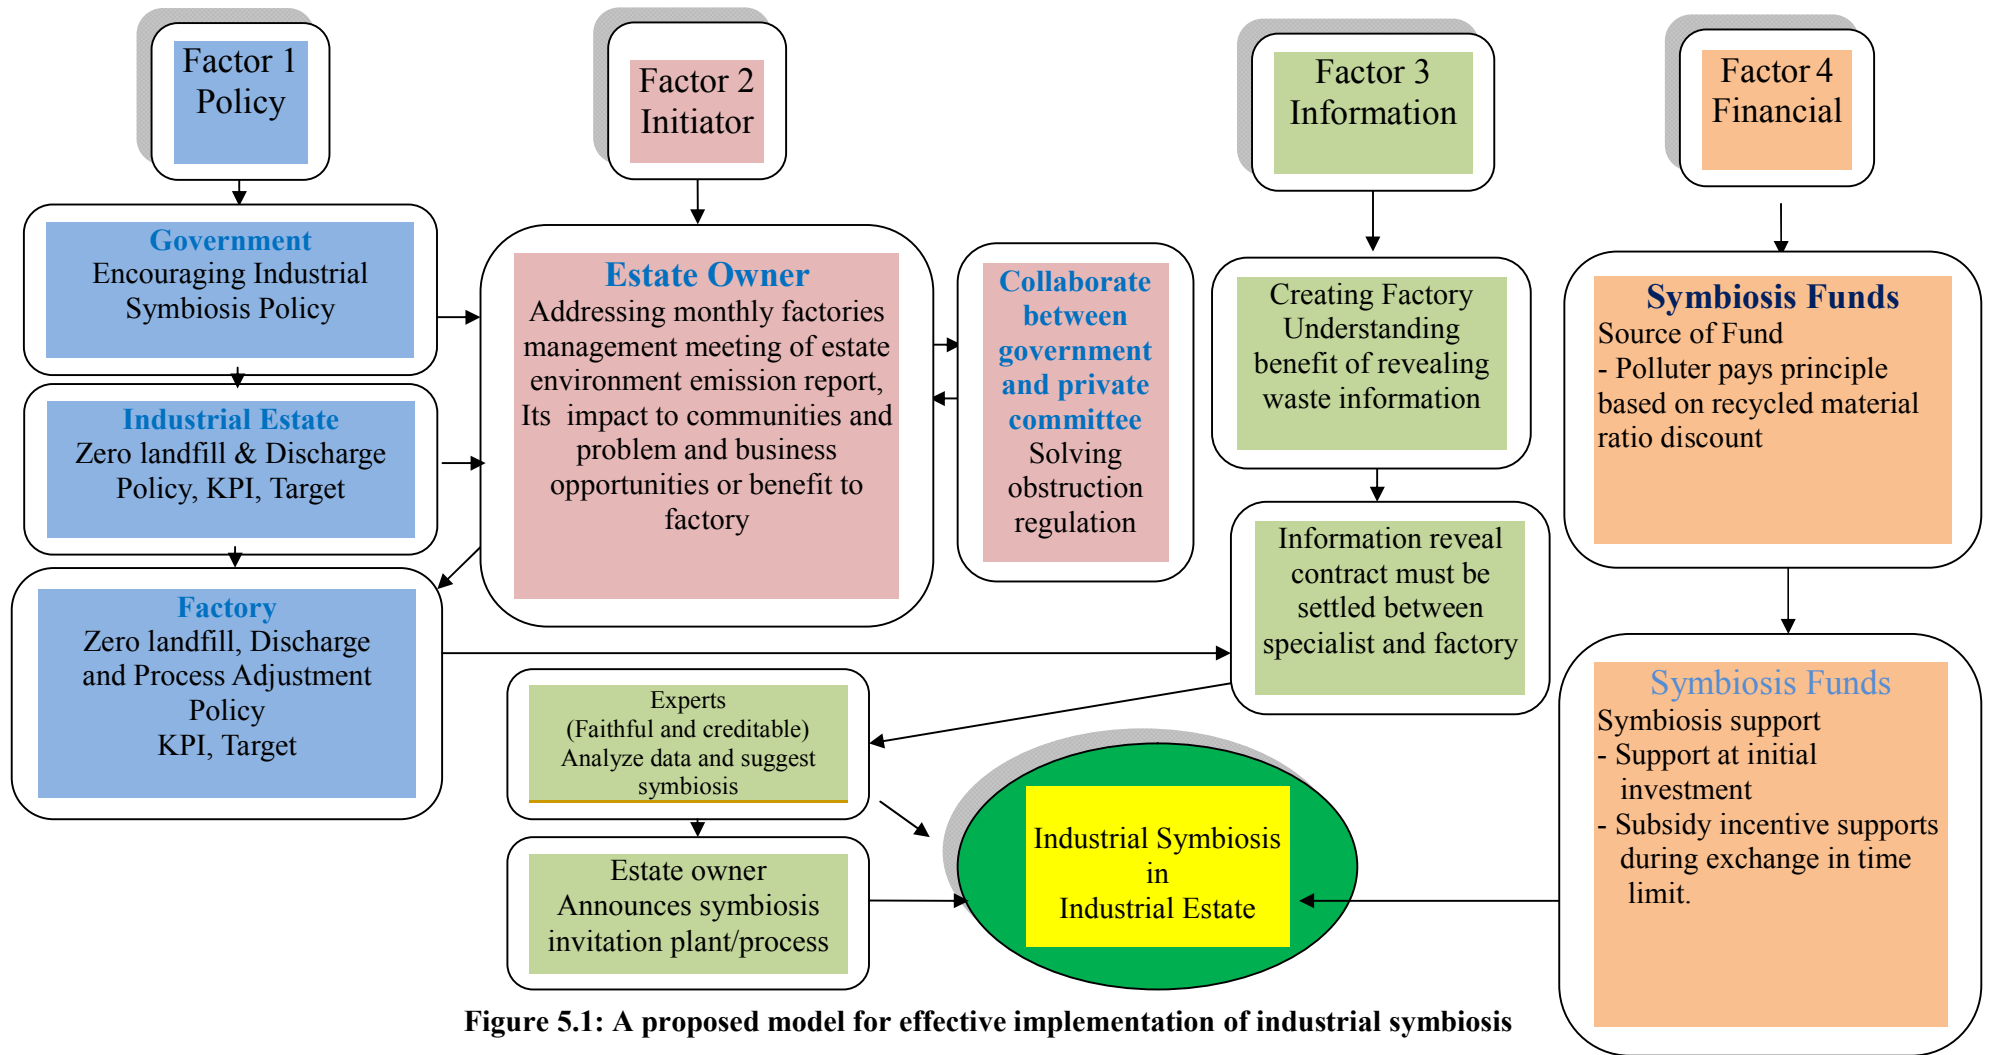 Factor 1
Policy
Factor 2
Initiator
Factor 3
Information
Factor 4
Financial
Government
Encouraging Industrial
Symbiosis Policy
Industrial Estate
Zero landfill & Discharge
Policy, KPI, Target
Factory
Zero landfill, Discharge
and Process Adjustment
Policy
KPI, Target
Estate Owner
Addressing monthly factories
management meeting of estate
environment emission report,
Its impact to communities and
problem and business
opportunities or benefit to
factory
Collaborate
between
government
and private
committee
Solving
obstruction
regulation
Creating Factory
Understanding
benefit of revealing
waste information
Information reveal
contract must be
settled between
specialist and factory
Experts
(Faithful and creditable)
Analyze data and suggest
symbiosis
Estate owner
Announces symbiosis
invitation plant/process
Industrial Symbiosis
in
Industrial Estate
Symbiosis Funds
Source of Fund
- Polluter pays principle
based on recycled material
ratio discount
Symbiosis Funds
Symbiosis support
- Support at initial
investment
- Subsidy incentive supports
during exchange in time
limit.
Figure 5.1: A proposed model for effective implementation of industrial symbiosis